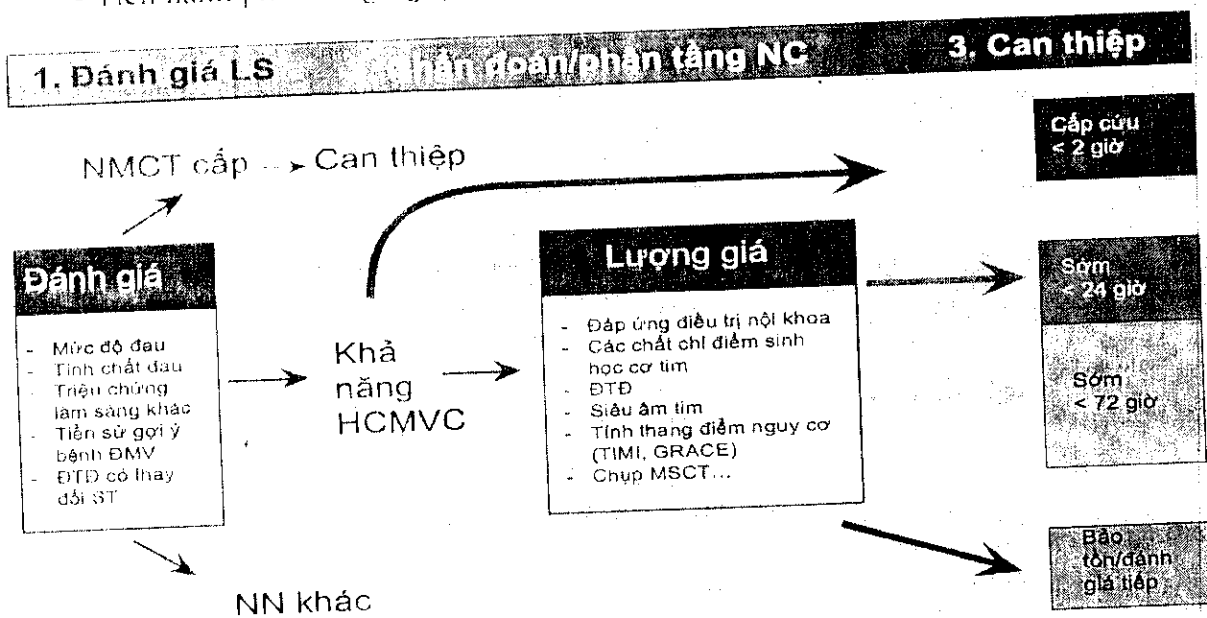 1. Đánh giá LS
đoán/phân tầng NC
3. Can thiệp
NMCT cấp
Can thiệp
Cấp cứu
< 2 giờ
Đánh giá
- Mức độ đau
- Tính chất đau
- Triệu chứng
lâm sàng khác
- Tiền sử gợi ý
bệnh ĐMV
- ĐTĐ có thay
đổi ST
Khả
năng
HCMVC
Lượng giá
- Đáp ứng điều trị nội khoa
- Các chất chỉ điểm sinh
học cơ tim
- ĐTĐ
- Siêu âm tim
- Tính thang điểm nguy cơ
(TIMI, GRACE)
- Chụp MSCT...
Sớm
< 24 giờ
Sớm
< 72 giờ
Bảo
tồn/đánh
giá tiếp
NN khác